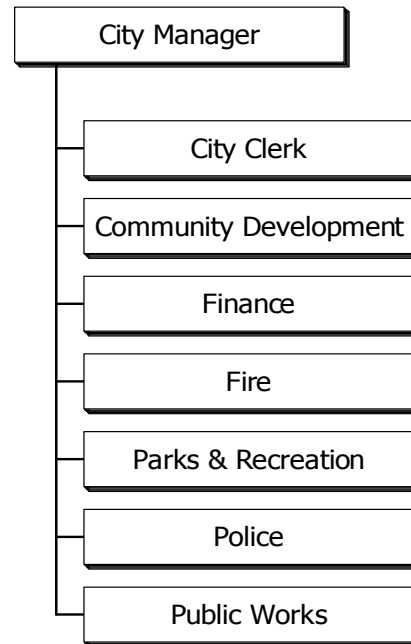 City Manager
City Clerk
Community Development
Finance
Fire
Parks & Recreation
Police
Public Works